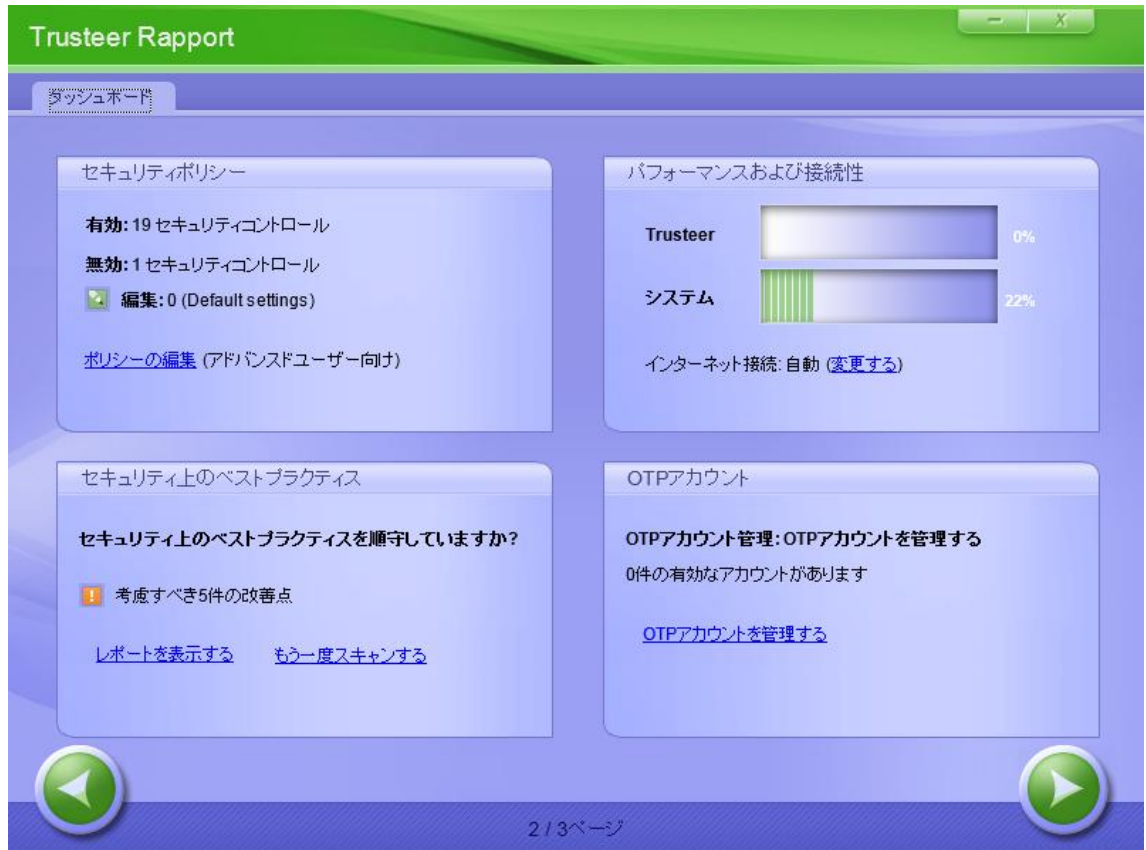 Trusteer Rapport
ダッシュボード
セキュリティポリシー
有効: 19 セキュリティコントロール
無効: 1 セキュリティコントロール
編集: 0 (Default settings)
ポリシーの編集 (アドバンスドユーザー向け)
パフォーマンスおよび接続性
Trusteer 0%
システム 22%
インターネット接続: 自動 (変更する)
セキュリティ上のベストプラクティス
セキュリティ上のベストプラクティスを順守していますか?
考慮すべき5件の改善点
レポートを表示する もう一度スキャンする
OTPアカウント
OTPアカウント管理: OTPアカウントを管理する
0件の有効なアカウントがあります
OTPアカウントを管理する
2 / 3ページ